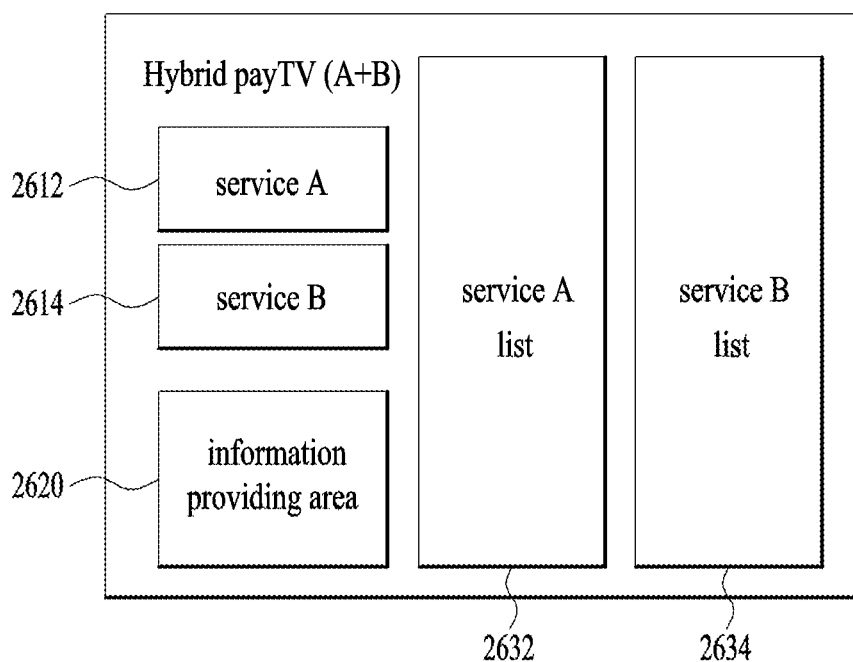 Hybrid payTV (A+B)
2612
service A
2614
service B
2620
information
providing area
service A
list
service B
list
2632
2634